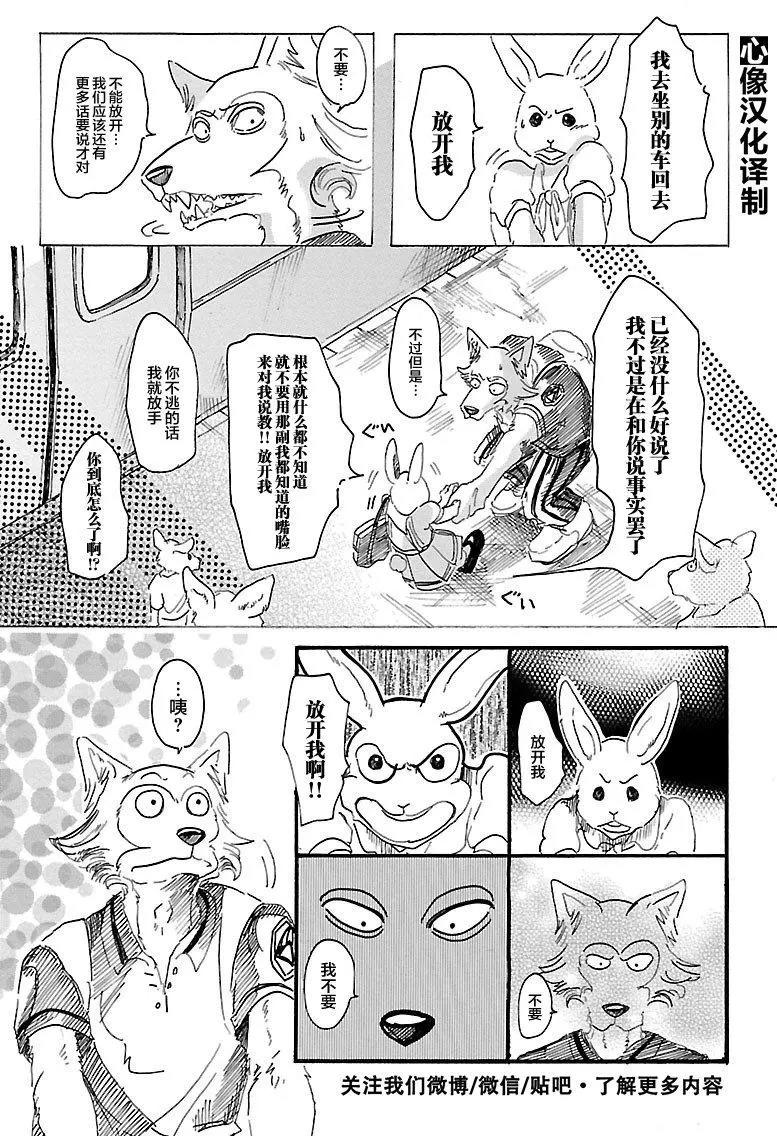 心像汉化译制
我去坐别的车回去
放开我
不要…
不能放开…
我们应该还有
更多话要说才对
已经没什么好说了
我不过是在和你说事实罢了
不过但是…
根本就什么都不知道
就不要用那副我都知道的嘴脸
来对我说教!!放开我
你不逃的话
我就放手
你到底怎么了啊!?
ぐい
ぐい
放开我
放开我啊!!
不要
我不要
…咦?
关注我们微博/微信/贴吧·了解更多内容